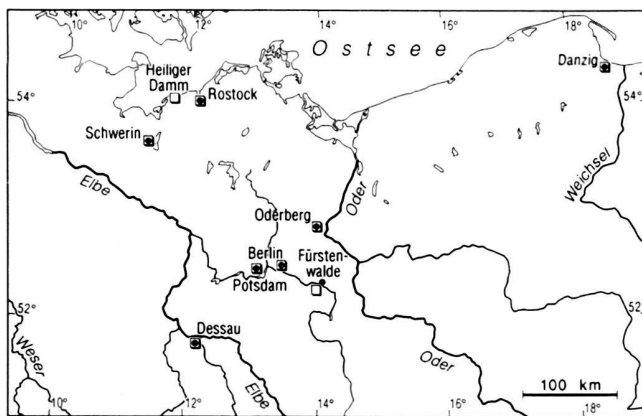 10°
12°
14°
16°
18°
Ostsee
Danzig
54°
54°
Heiliger
Damm
Rostock
Schwerin
Elbe
Oder
Weichsel
Oderberg
Berlin
Fürsten-
walde
Potsdam
52°
52°
Dessau
Weser
Elbe
Oder
100 km
10°
12°
14°
16°
18°